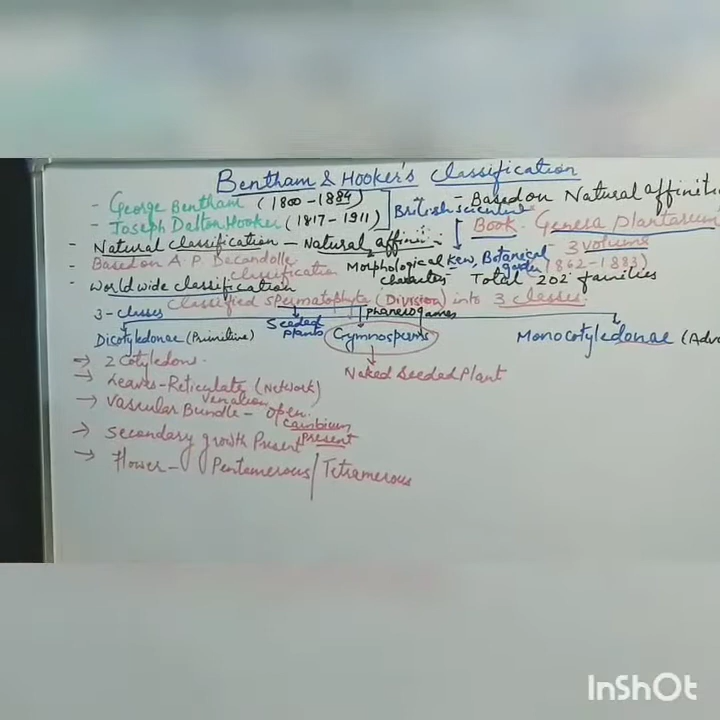 Bentham & Hooker's Classification
- George Bentham (1800-1884)
- Joseph Dalton Hooker (1817-1911)
British scientist
- Based on Natural affiniti
Book - Genera plantarum
- 3 Volume
(1862-1883)
Kew, Botanical garden
Total 202 families
- Natural classification - Natural affini
Morphological characters
- Based on A.P Decandolle classification
- Worldwide classification
Classified Spermatophyta (Division) into 3 classes.
3-classes
Seeded plants
phanerogames
Dicotyledonae (Primitive)
Gymnosperms
Monocotyledonae (Adva
Naked Seeded Plant
→ 2 Cotyledons.
→ Leaves - Reticulate (Network) Venation
→ Vascular Bundle - open.
Cambium present
→ Secondary growth Present
→ Flower - Pentamerous/Tetramerous
InShOt